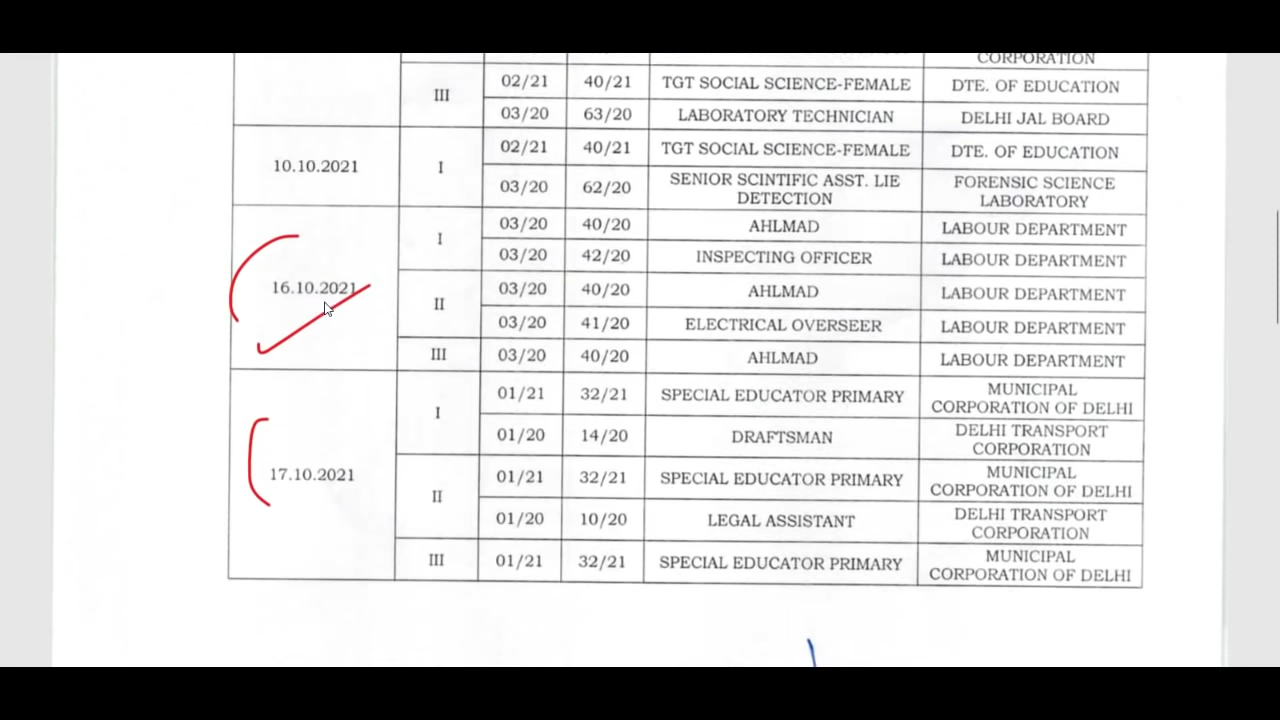 CORPORATION
III 02/21 40/21 TGT SOCIAL SCIENCE-FEMALE DTE. OF EDUCATION
03/20 63/20 LABORATORY TECHNICIAN DELHI JAL BOARD
10.10.2021 I 02/21 40/21 TGT SOCIAL SCIENCE-FEMALE DTE. OF EDUCATION
03/20 62/20 SENIOR SCINTIFIC ASST. LIE DETECTION FORENSIC SCIENCE LABORATORY
16.10.2021 I 03/20 40/20 AHLMAD LABOUR DEPARTMENT
03/20 42/20 INSPECTING OFFICER LABOUR DEPARTMENT
II 03/20 40/20 AHLMAD LABOUR DEPARTMENT
03/20 41/20 ELECTRICAL OVERSEER LABOUR DEPARTMENT
III 03/20 40/20 AHLMAD LABOUR DEPARTMENT
17.10.2021 I 01/21 32/21 SPECIAL EDUCATOR PRIMARY MUNICIPAL CORPORATION OF DELHI
01/20 14/20 DRAFTSMAN DELHI TRANSPORT CORPORATION
II 01/21 32/21 SPECIAL EDUCATOR PRIMARY MUNICIPAL CORPORATION OF DELHI
01/20 10/20 LEGAL ASSISTANT DELHI TRANSPORT CORPORATION
III 01/21 32/21 SPECIAL EDUCATOR PRIMARY MUNICIPAL CORPORATION OF DELHI